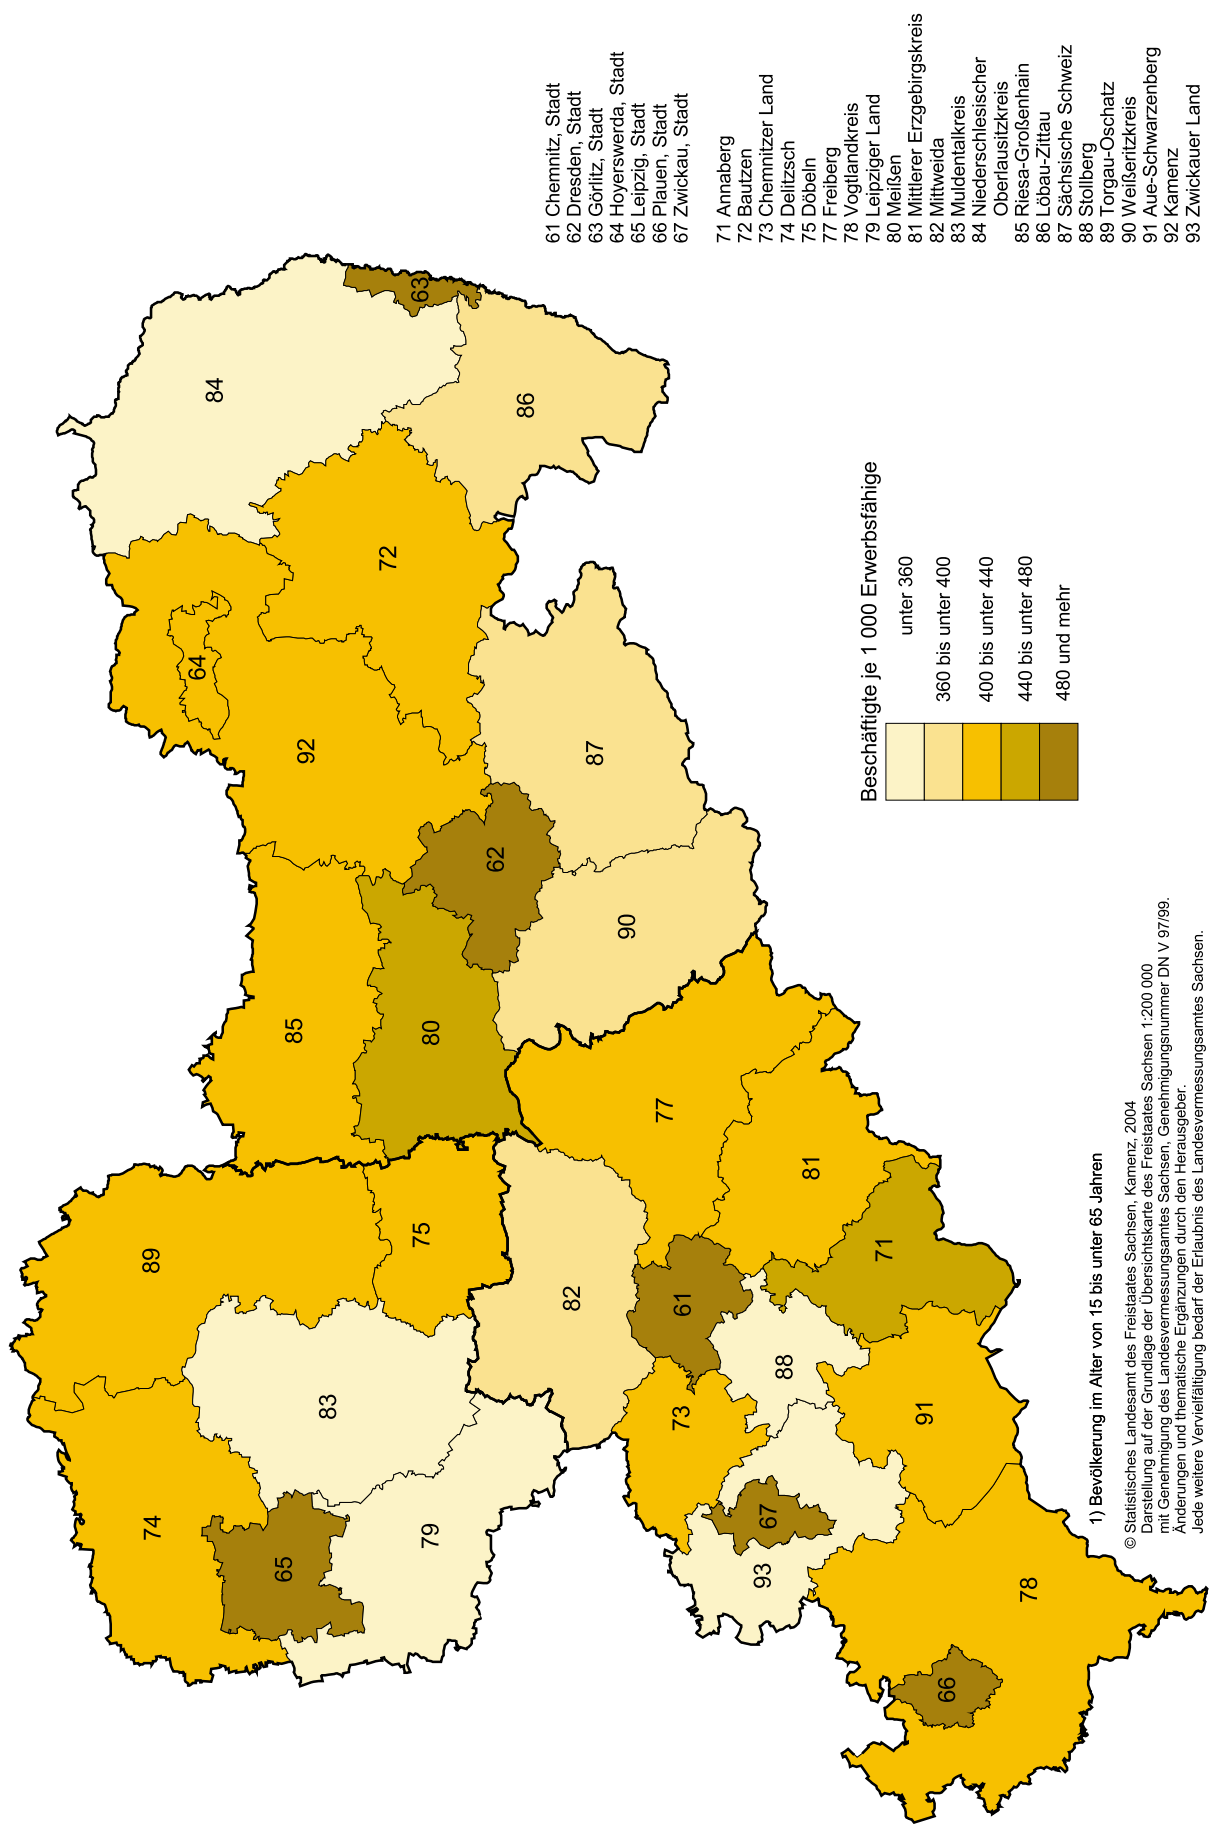 61 Chemnitz, Stadt
62 Dresden, Stadt
63 Görlitz, Stadt
64 Hoyerswerda, Stadt
65 Leipzig, Stadt
66 Plauen, Stadt
67 Zwickau, Stadt
71 Annaberg
72 Bautzen
73 Chemnitzer Land
74 Delitzsch
75 Döbeln
77 Freiberg
78 Vogtlandkreis
79 Leipziger Land
80 Meißen
81 Mittlerer Erzgebirgskreis
82 Mittweida
83 Muldentalkreis
84 Niederschlesischer
Oberlausitzkreis
85 Riesa-Großenhain
86 Löbau-Zittau
87 Sächsische Schweiz
88 Stollberg
89 Torgau-Oschatz
90 Weißeritzkreis
91 Aue-Schwarzenberg
92 Kamenz
93 Zwickauer Land
84
63
86
72
64
92
87
62
90
85
80
77
81
71
89
75
82
61
88
83
73
91
74
65
79
67
93
78
66
Beschäftigte je 1 000 Erwerbsfähige
unter 360
360 bis unter 400
400 bis unter 440
440 bis unter 480
480 und mehr
1) Bevölkerung im Alter von 15 bis unter 65 Jahren
© Statistisches Landesamt des Freistaates Sachsen, Kamenz, 2004
Darstellung auf der Grundlage der Übersichtskarte des Freistaates Sachsen 1:200 000
mit Genehmigung des Landesvermessungsamtes Sachsen, Genehmigungsnummer DN V 97/99.
Änderungen und thematische Ergänzungen durch den Herausgeber.
Jede weitere Vervielfältigung bedarf der Erlaubnis des Landesvermessungsamtes Sachsen.